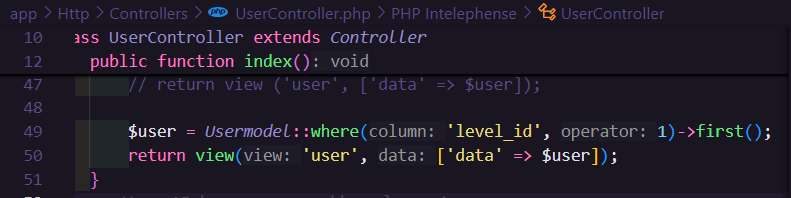 app > Http > Controllers > php UserController.php > PHP Intelephense > UserController
10 ass UserController extends Controller
12 public function index(): void
47 // return view ('user', ['data' => $user]);
48
49 $user = Usermodel::where(column: 'level_id', operator: 1)->first();
50 return view(view: 'user', data: ['data' => $user]);
51 }